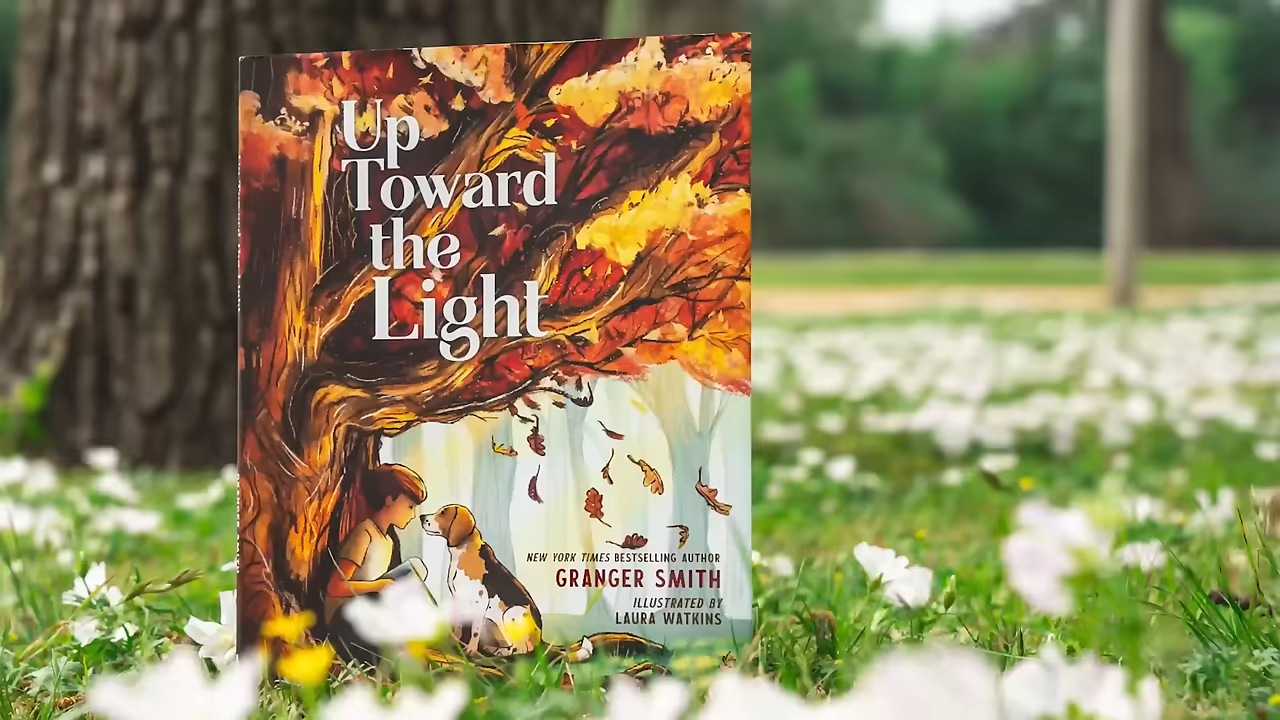 Up
Toward
the
Light
NEW YORK TIMES BESTSELLING AUTHOR
GRANGER SMITH
ILLUSTRATED BY
LAURA WATKINS